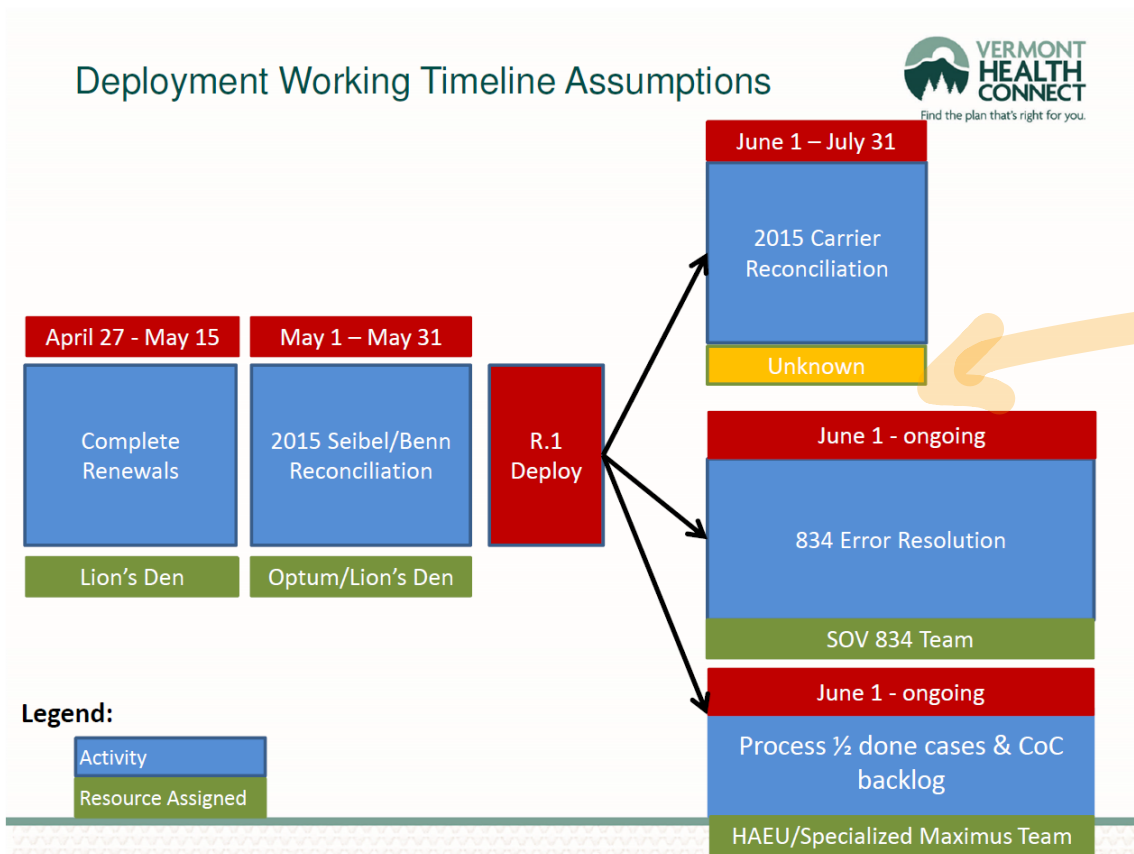 Deployment Working Timeline Assumptions
VERMONT
HEALTH
CONNECT
Find the plan that's right for you.
April 27 - May 15
Complete
Renewals
Lion's Den
May 1 – May 31
2015 Seibel/Benn
Reconciliation
Optum/Lion's Den
R.1
Deploy
June 1 – July 31
2015 Carrier
Reconciliation
Unknown
June 1 - ongoing
834 Error Resolution
SOV 834 Team
June 1 - ongoing
Process ½ done cases & CoC
backlog
HAEU/Specialized Maximus Team
Legend:
Activity
Resource Assigned